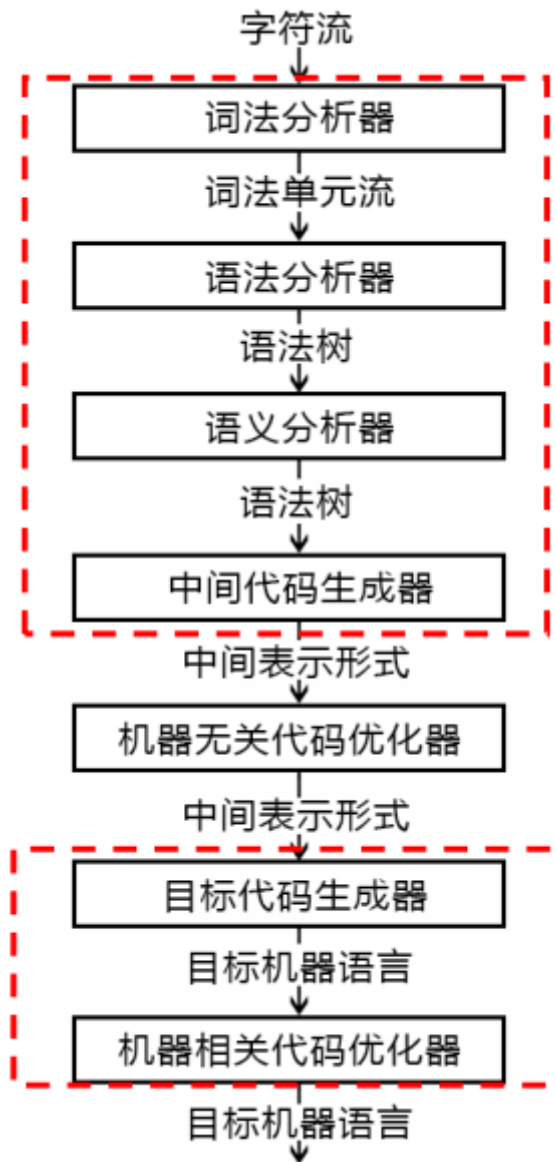 字符流
词法分析器
词法单元流
语法分析器
语法树
语义分析器
语法树
中间代码生成器
中间表示形式
机器无关代码优化器
中间表示形式
目标代码生成器
目标机器语言
机器相关代码优化器
目标机器语言